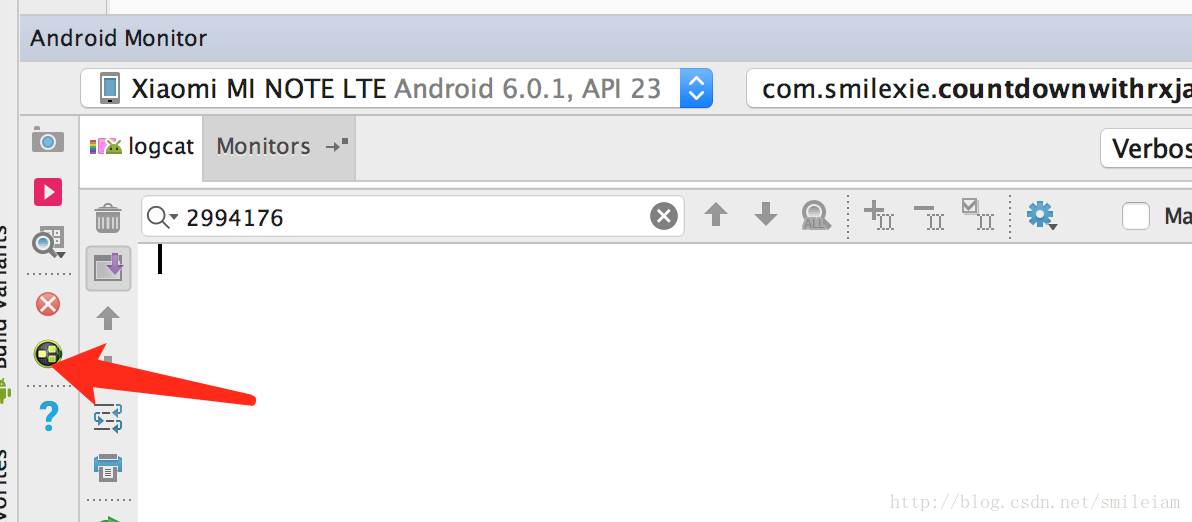 Android Monitor
Xiaomi MI NOTE LTE Android 6.0.1, API 23
com.smilexie.countdownwithrxja
logcat
Monitors
Verbos
2994176
ALL
Ma
Build Variants
?
vorites
http://blog.csdn.net/smileiam